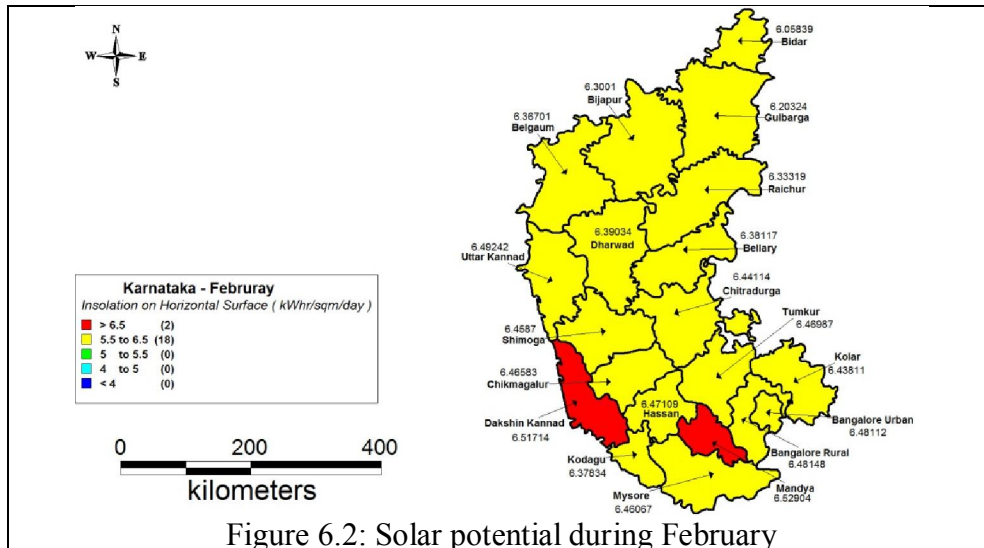 N
W E
S
6.05839
Bidar
6.3001
Bijapur
6.20324
Gulbarga
6.36701
Belgaum
6.33319
Raichur
6.39034
Dharwad
6.38117
Bellary
6.49242
Uttar Kannad
6.44114
Chitradurga
Karnataka - Februray
Insolation on Horizontal Surface ( kWhr/sqm/day )
> 6.5 (2)
5.5 to 6.5 (18)
5 to 5.5 (0)
4 to 5 (0)
< 4 (0)
Tumkur
6.46987
6.4587
Shimoga
Kolar
6.43811
6.46583
Chikmagalur
6.47109
Hassan
Dakshin Kannad
6.51714
Bangalore Urban
6.48112
Bangalore Rural
6.48148
Kodagu
6.37834
Mandya
6.52904
Mysore
6.46067
0 200 400
kilometers
Figure 6.2: Solar potential during February